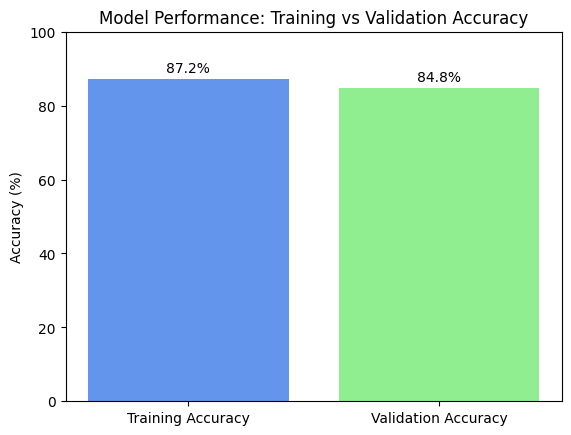 Model Performance: Training vs Validation Accuracy
100
80
60
40
20
0
Accuracy (%)
87.2%
84.8%
Training Accuracy
Validation Accuracy